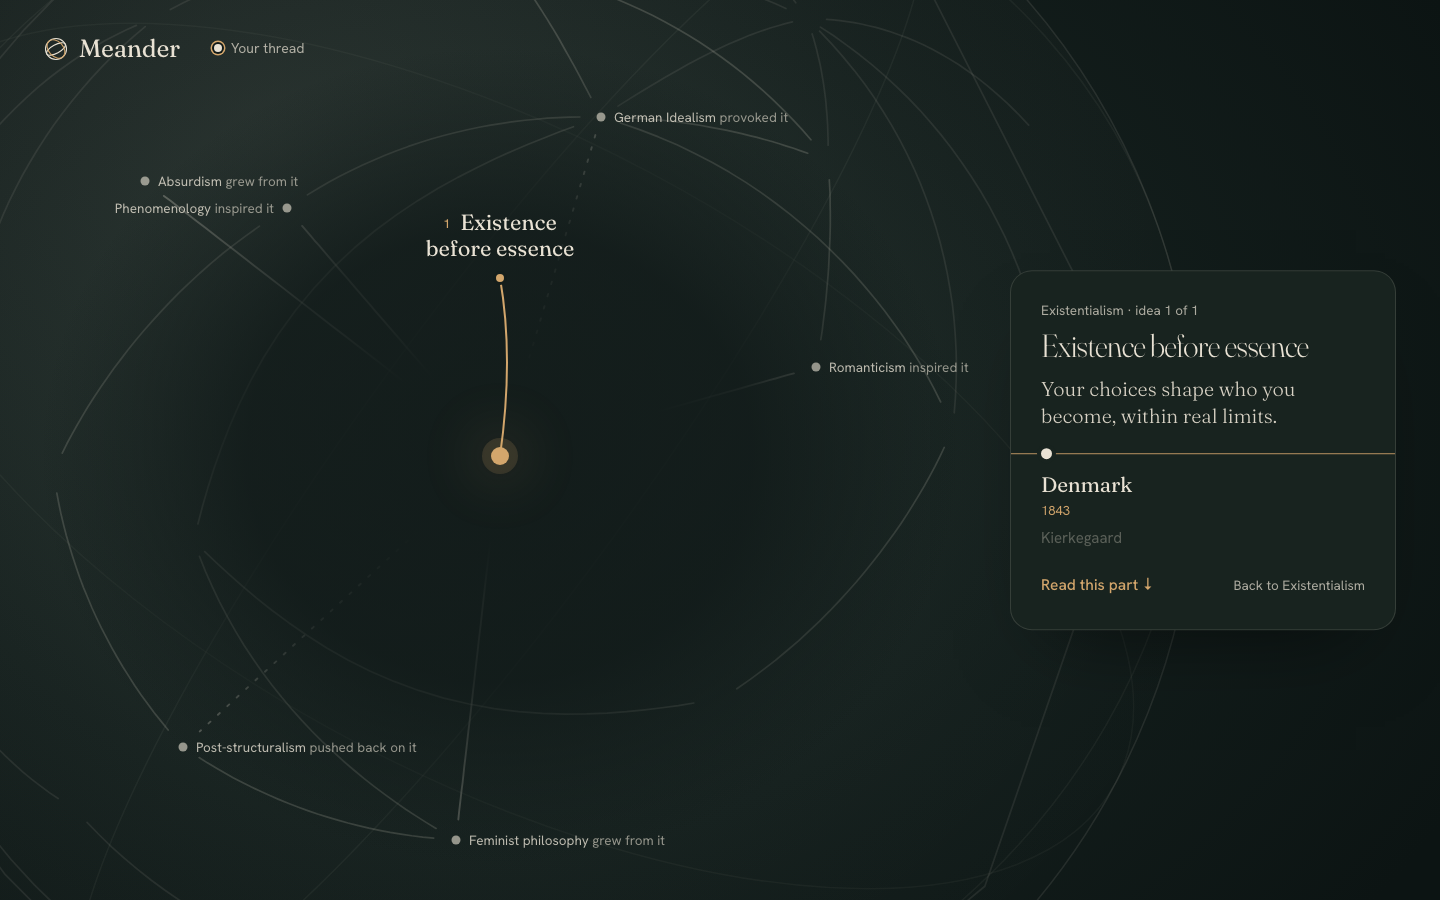 Meander
Your thread
German Idealism provoked it
Absurdism grew from it
Phenomenology inspired it
1 Existence
before essence
Romanticism inspired it
Existentialism · idea 1 of 1
Existence before essence
Your choices shape who you
become, within real limits.
Denmark
1843
Kierkegaard
Read this part ↓
Back to Existentialism
Post-structuralism pushed back on it
Feminist philosophy grew from it